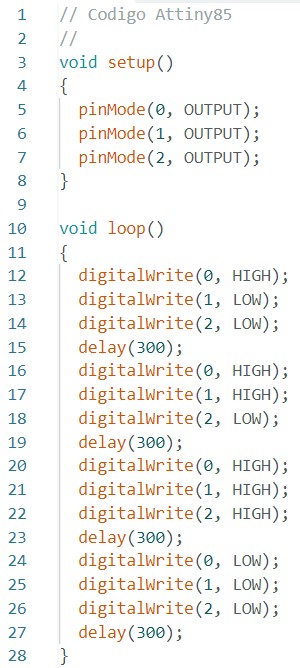 1 // Codigo Attiny85
2 //
3 void setup()
4 {
5   pinMode(0, OUTPUT);
6   pinMode(1, OUTPUT);
7   pinMode(2, OUTPUT);
8 }
9
10 void loop()
11 {
12   digitalWrite(0, HIGH);
13   digitalWrite(1, LOW);
14   digitalWrite(2, LOW);
15   delay(300);
16   digitalWrite(0, HIGH);
17   digitalWrite(1, HIGH);
18   digitalWrite(2, LOW);
19   delay(300);
20   digitalWrite(0, HIGH);
21   digitalWrite(1, HIGH);
22   digitalWrite(2, HIGH);
23   delay(300);
24   digitalWrite(0, LOW);
25   digitalWrite(1, LOW);
26   digitalWrite(2, LOW);
27   delay(300);
28 }